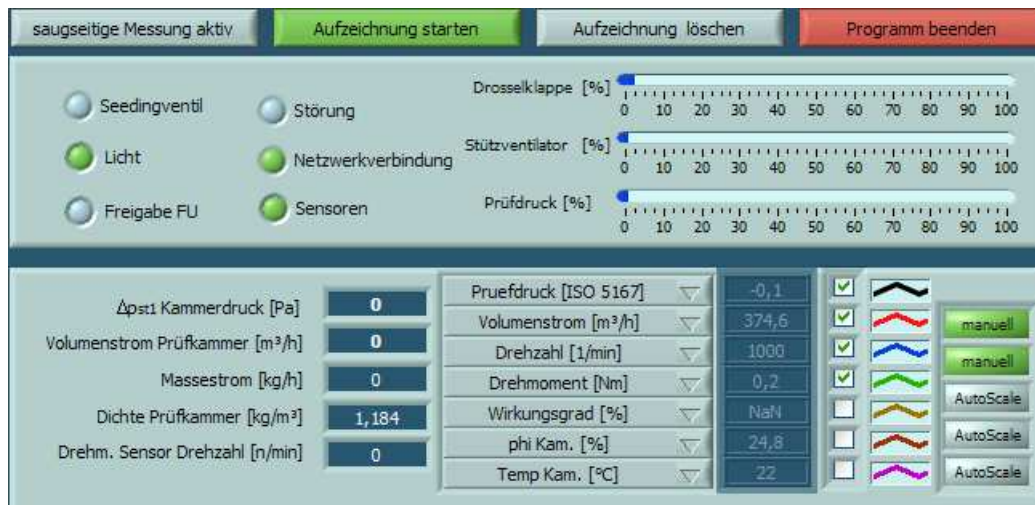 saugseitige Messung aktiv Aufzeichnung starten Aufzeichnung löschen Programm beenden
Seedingventil Störung
Licht Netzwerkverbindung
Freigabe FU Sensoren
Drosselklappe [%]
0 10 20 30 40 50 60 70 80 90 100
Stützventilator [%]
0 10 20 30 40 50 60 70 80 90 100
Prüfdruck [%]
0 10 20 30 40 50 60 70 80 90 100
Δpst1 Kammerdruck [Pa] 0
Volumenstrom Prüfkammer [m³/h] 0
Massestrom [kg/h] 0
Dichte Prüfkammer [kg/m³] 1,184
Drehm. Sensor Drehzahl [n/min] 0
Pruefdruck [ISO 5167] -0,1
Volumenstrom [m³/h] 374,6
Drehzahl [1/min] 1000
Drehmoment [Nm] 0,2
Wirkungsgrad [%] NaN
phi Kam. [%] 24,8
Temp Kam. [°C] 22
manuell
manuell
AutoScale
AutoScale
AutoScale